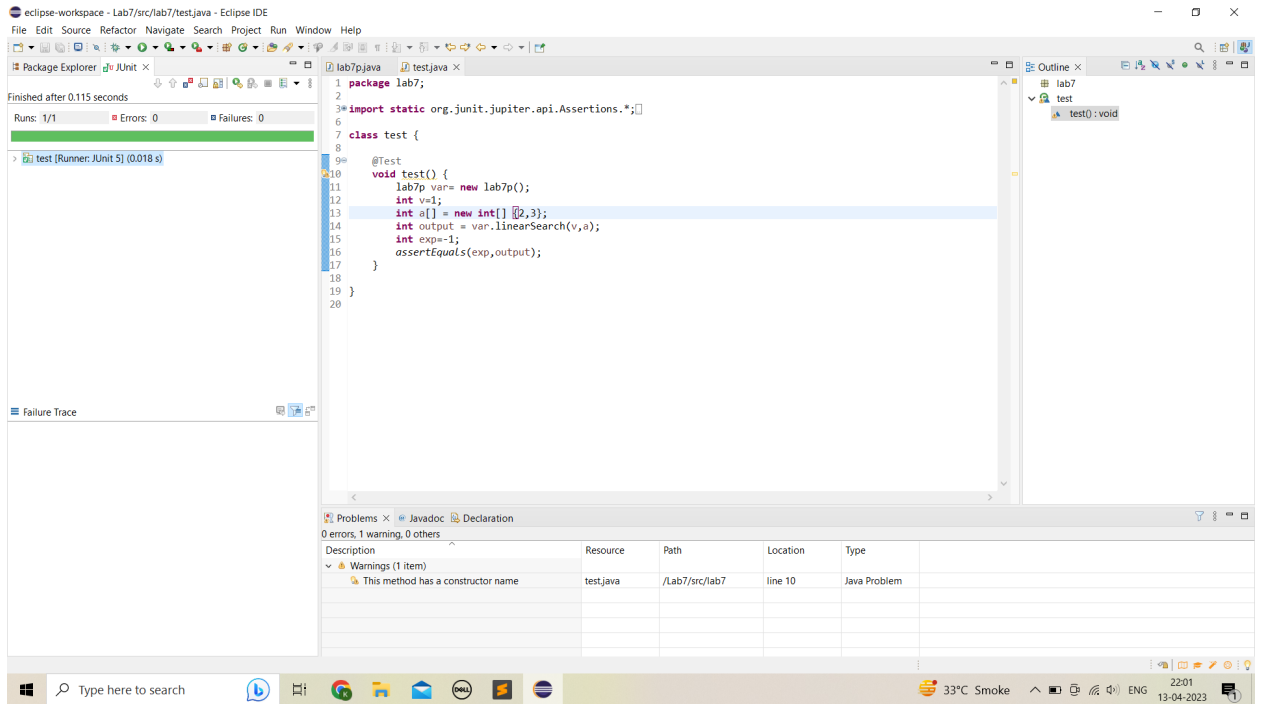 eclipse-workspace - Lab7/src/lab7/test.java - Eclipse IDE
File Edit Source Refactor Navigate Search Project Run Window Help
Package Explorer JUnit
Finished after 0.115 seconds
Runs: 1/1 Errors: 0 Failures: 0
test [Runner: JUnit 5] (0.018 s)
Failure Trace
lab7p.java test.java
1 package lab7;
2
3 import static org.junit.jupiter.api.Assertions.*;
6
7 class test {
8
9 @Test
10 void test() {
11 lab7p var= new lab7p();
12 int v=1;
13 int a[] = new int[] {2,3};
14 int output = var.linearSearch(v,a);
15 int exp=-1;
16 assertEquals(exp,output);
17 }
18
19 }
20
Outline
lab7
test
test() : void
Problems Javadoc Declaration
0 errors, 1 warning, 0 others
Description Resource Path Location Type
Warnings (1 item)
This method has a constructor name test.java /Lab7/src/lab7 line 10 Java Problem
Type here to search
DELL
33°C Smoke
ENG
22:01
13-04-2023
1